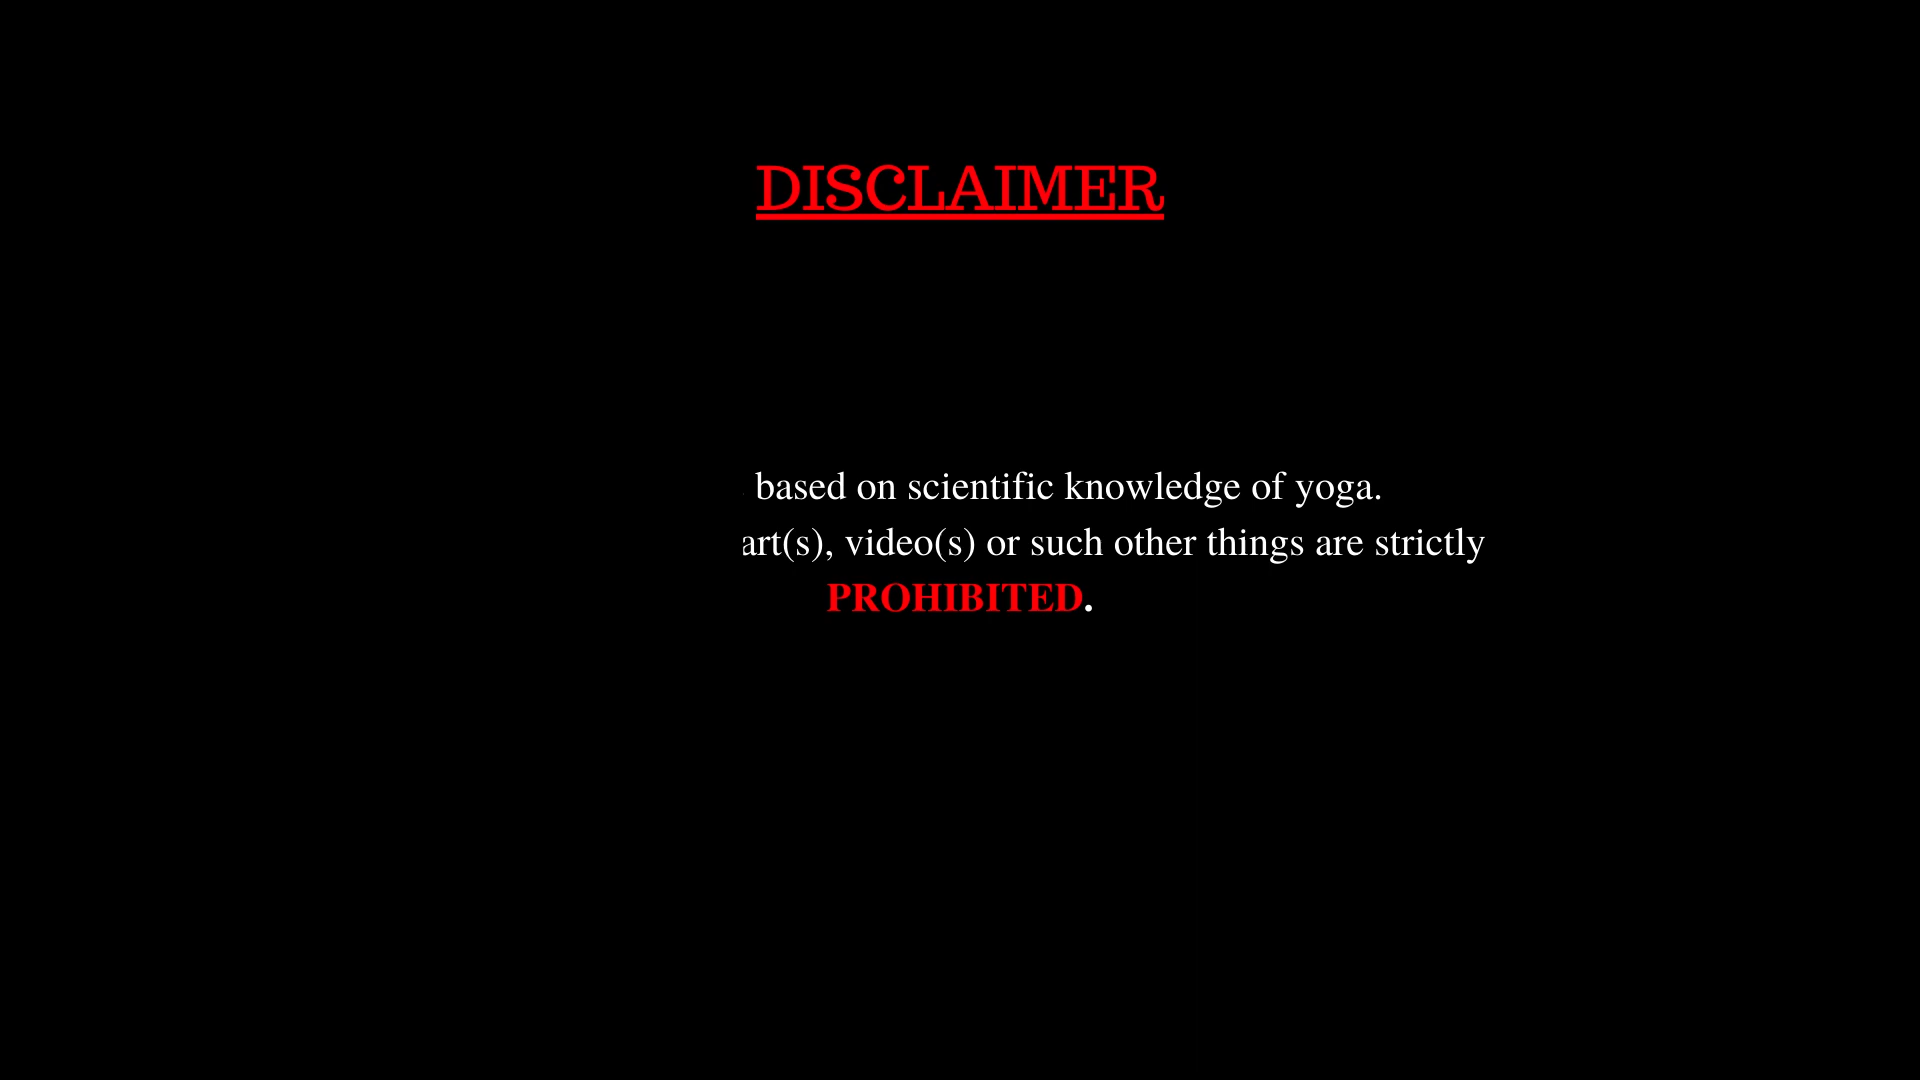 DISCLAIMER
based on scientific knowledge of yoga.
art(s), video(s) or such other things are strictly
PROHIBITED.